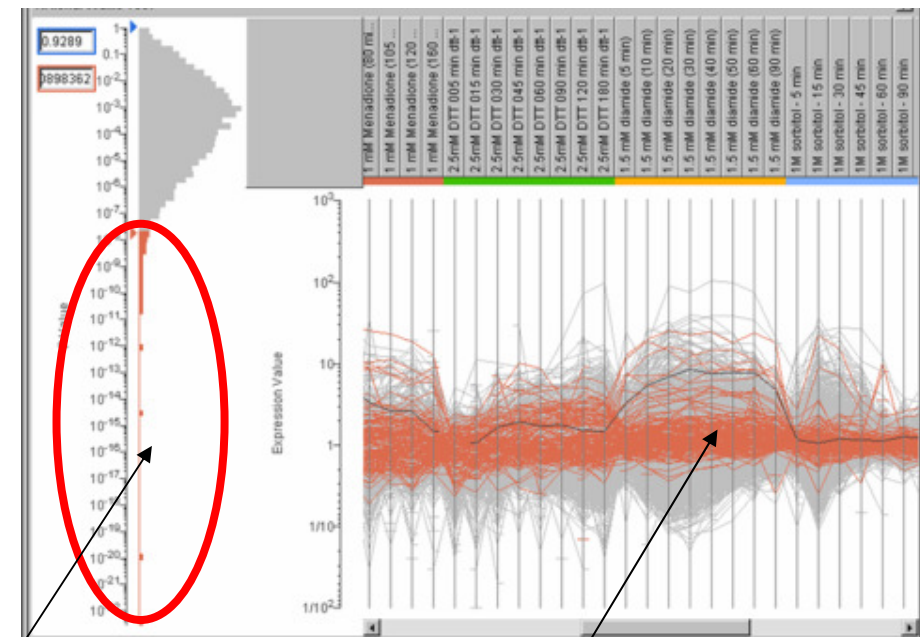 0.9289
0898362
1
0.1
10-2
10-3
10-4
10-5
10-6
10-7
10-9
10-10
10-11
10-12
10-13
10-14
10-15
10-16
10-17
10-18
10-19
10-20
10-21
1 mM Menadione (80 mi...
1 mM Menadione (105 ...
1 mM Menadione (120 ...
1 mM Menadione (160 ...
2.5mM DTT 005 min dtt-1
2.5mM DTT 015 min dtt-1
2.5mM DTT 030 min dtt-1
2.5mM DTT 045 min dtt-1
2.5mM DTT 060 min dtt-1
2.5mM DTT 090 min dtt-1
2.5mM DTT 120 min dtt-1
2.5mM DTT 180 min dtt-1
1.5 mM diamide (5 min)
1.5 mM diamide (10 min)
1.5 mM diamide (20 min)
1.5 mM diamide (30 min)
1.5 mM diamide (40 min)
1.5 mM diamide (50 min)
1.5 mM diamide (60 min)
1.5 mM diamide (90 min)
1M sorbitol - 5 min
1M sorbitol - 15 min
1M sorbitol - 30 min
1M sorbitol - 45 min
1M sorbitol - 60 min
1M sorbitol - 90 min
Expression Value
103
102
10
1
1/10
1/102